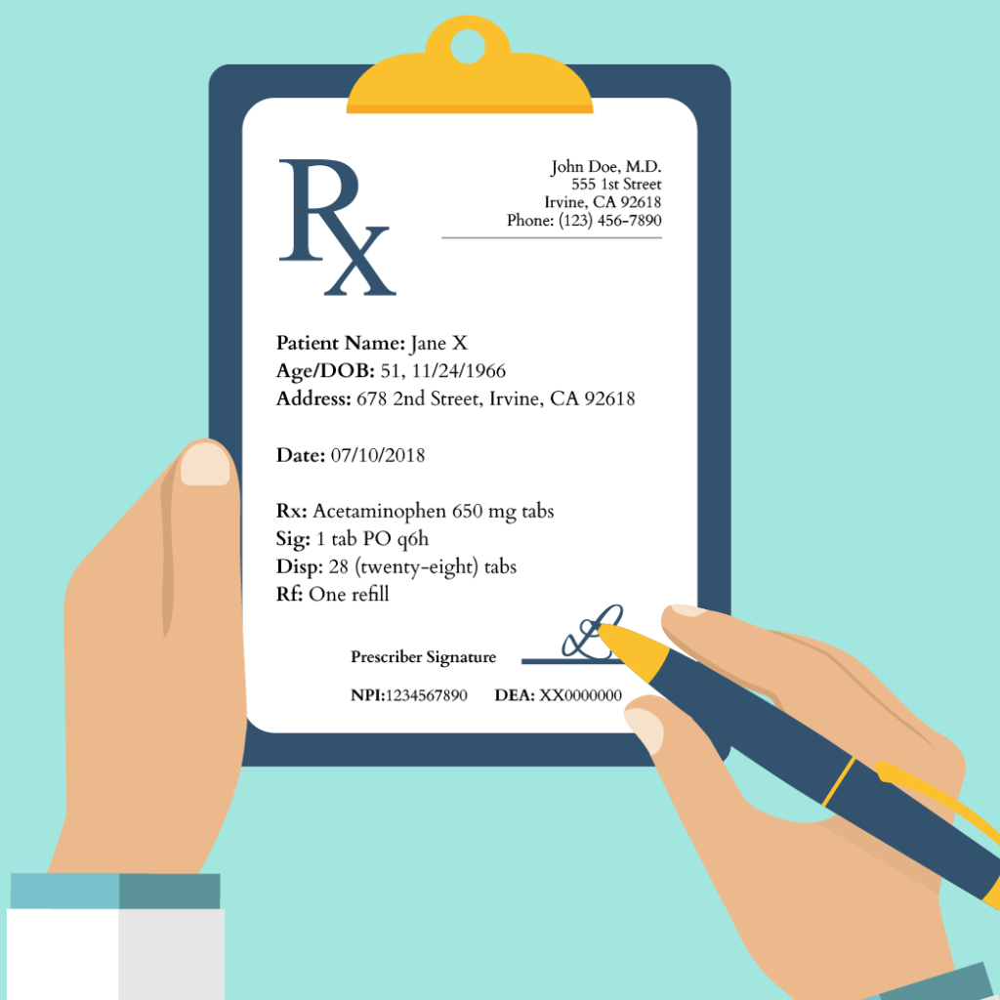 Rx
John Doe, M.D.
555 1st Street
Irvine, CA 92618
Phone: (123) 456-7890
Patient Name: Jane X
Age/DOB: 51, 11/24/1966
Address: 678 2nd Street, Irvine, CA 92618
Date: 07/10/2018
Rx: Acetaminophen 650 mg tabs
Sig: 1 tab PO q6h
Disp: 28 (twenty-eight) tabs
Rf: One refill
Prescriber Signature
NPI:1234567890 DEA: XX0000000